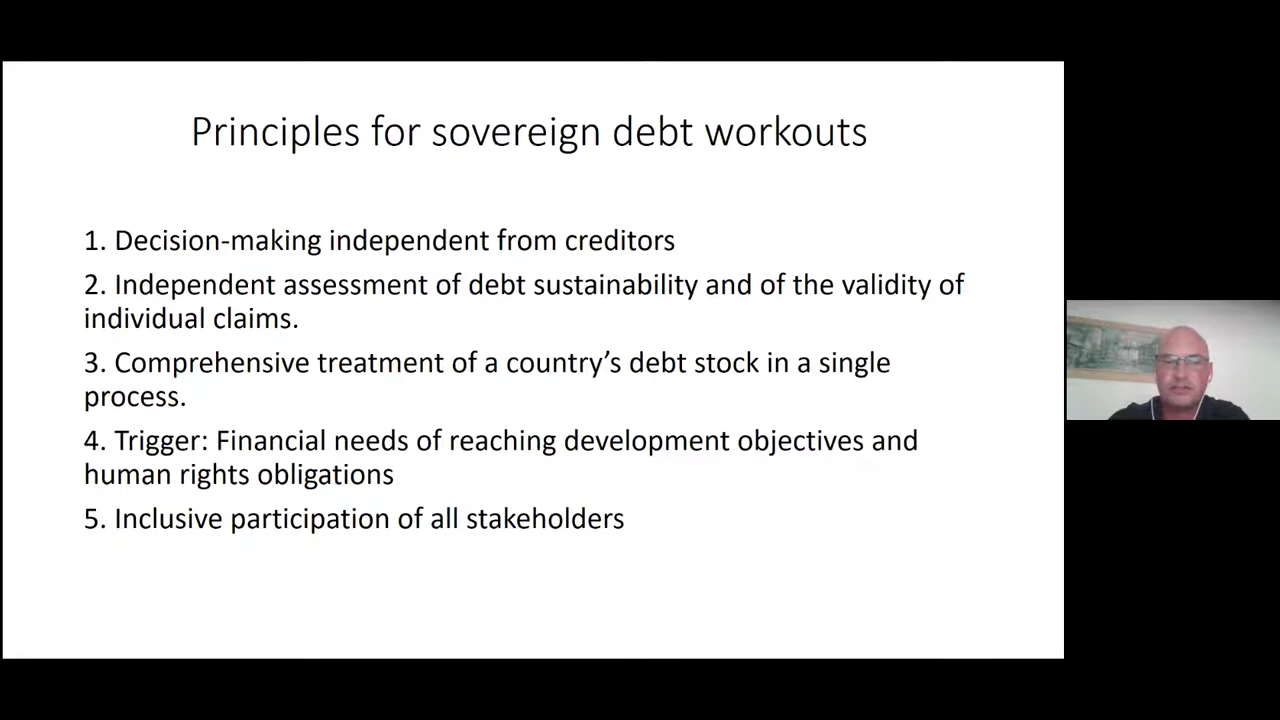 Principles for sovereign debt workouts
1. Decision-making independent from creditors
2. Independent assessment of debt sustainability and of the validity of
individual claims.
3. Comprehensive treatment of a country’s debt stock in a single
process.
4. Trigger: Financial needs of reaching development objectives and
human rights obligations
5. Inclusive participation of all stakeholders